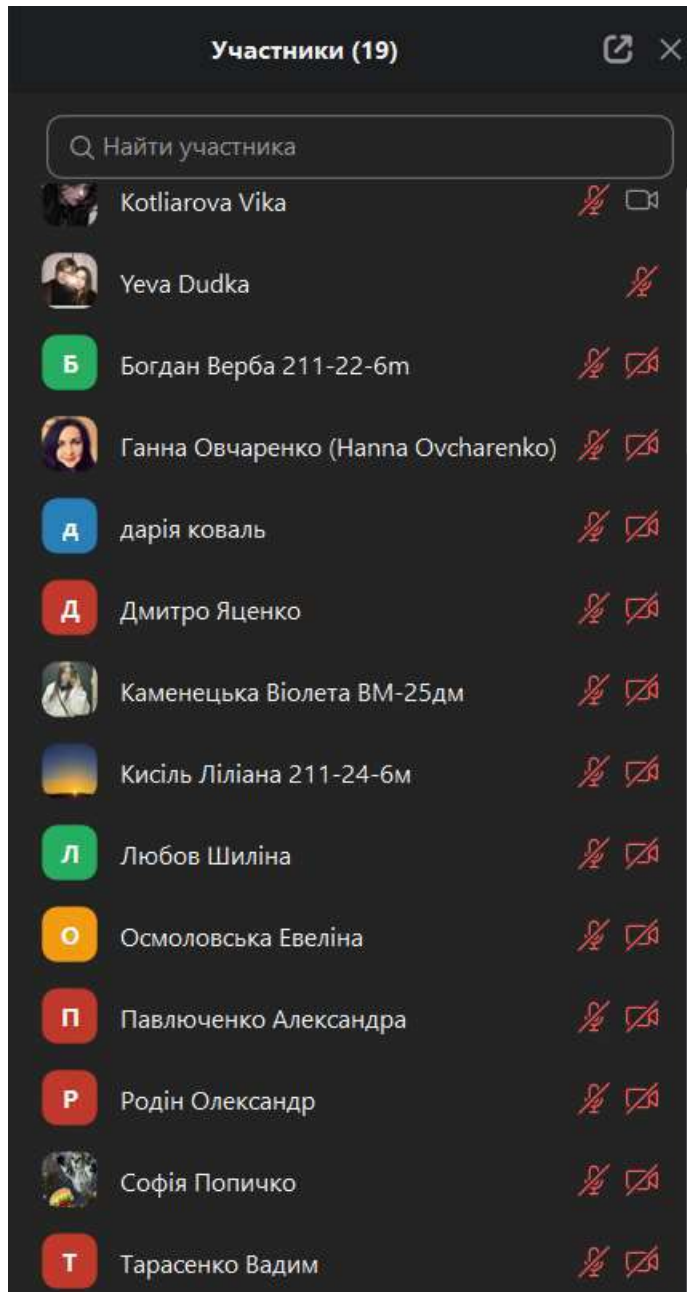 Участники (19)
Найти участника
Kotliarova Vika
Yeva Dudka
Б Богдан Верба 211-22-6m
Ганна Овчаренко (Hanna Ovcharenko)
д дарія коваль
Д Дмитро Яценко
Каменецька Віолета ВМ-25дм
Кисіль Ліліана 211-24-6м
Л Любов Шиліна
О Осмоловська Евеліна
П Павлюченко Александра
Р Родін Олександр
Софія Попичко
Т Тарасенко Вадим